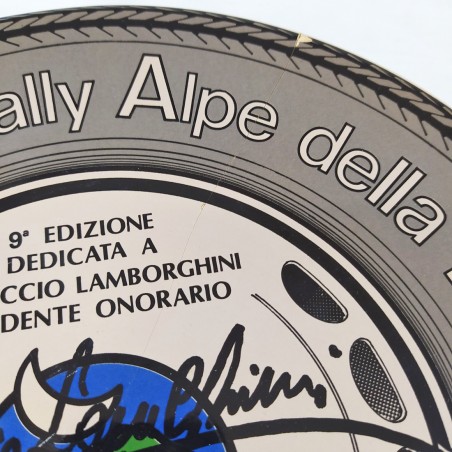 ally Alpe della
9ª EDIZIONE
DEDICATA A
CCIO LAMBORGHINI
DENTE ONORARIO